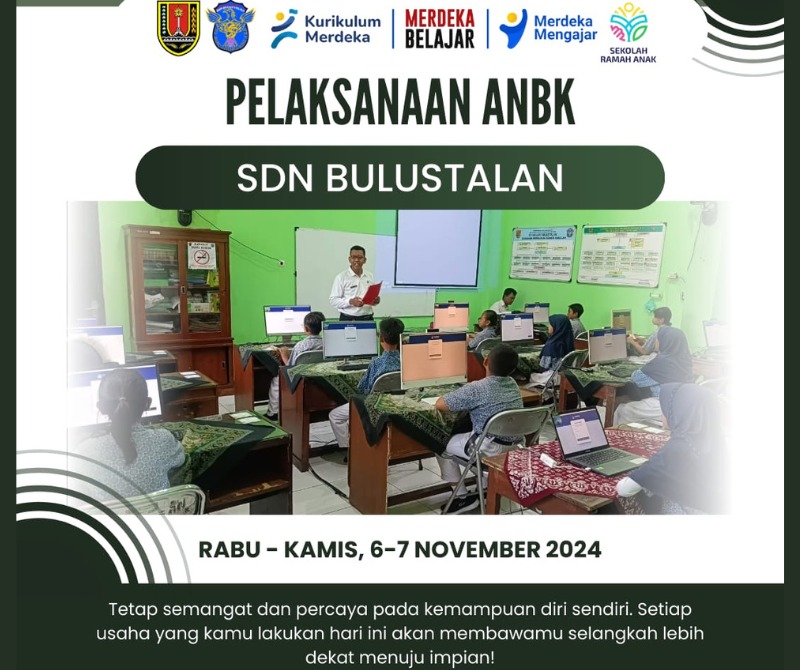 Kurikulum
Merdeka
MERDEKA
BELAJAR
Merdeka
Mengajar
SEKOLAH
RAMAH ANAK
PELAKSANAAN ANBK
SDN BULUSTALAN
RABU - KAMIS, 6-7 NOVEMBER 2024
Tetap semangat dan percaya pada kemampuan diri sendiri. Setiap
usaha yang kamu lakukan hari ini akan membawamu selangkah lebih
dekat menuju impian!